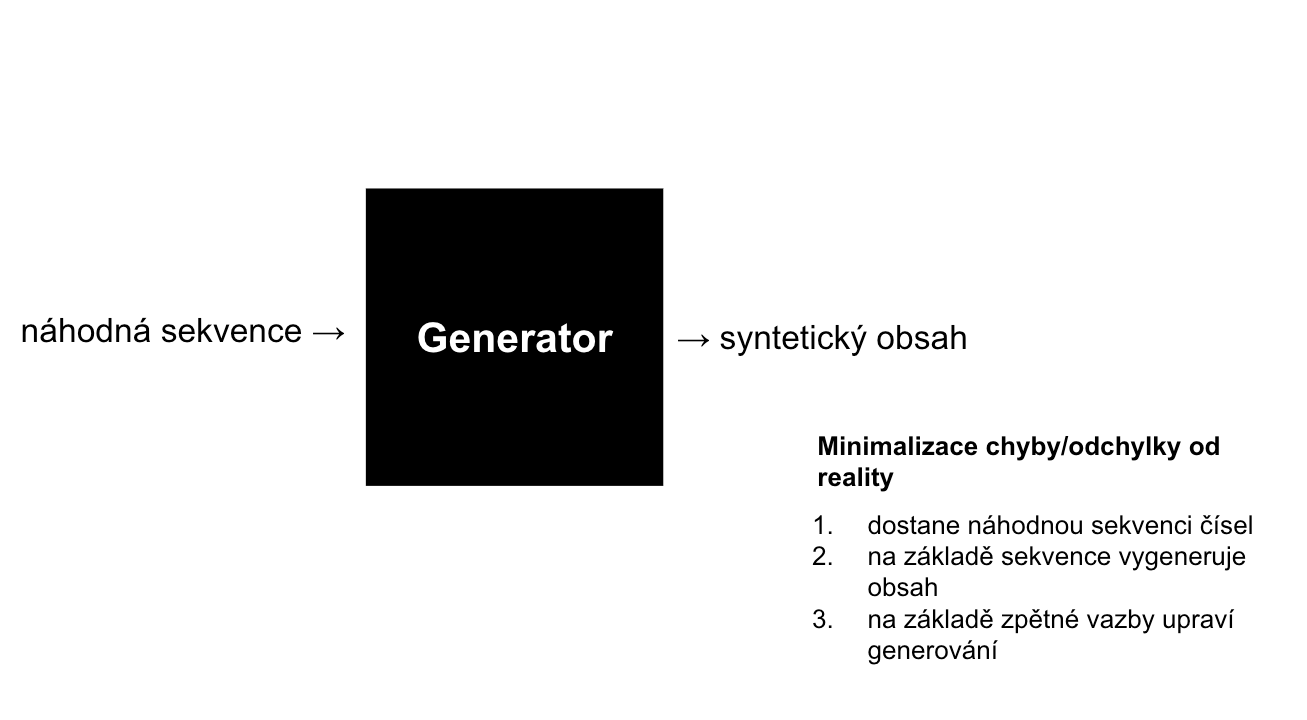 náhodná sekvence →
Generator
→ syntetický obsah
Minimalizace chyby/odchylky od
reality
1. dostane náhodnou sekvenci čísel
2. na základě sekvence vygeneruje
obsah
3. na základě zpětné vazby upraví
generování